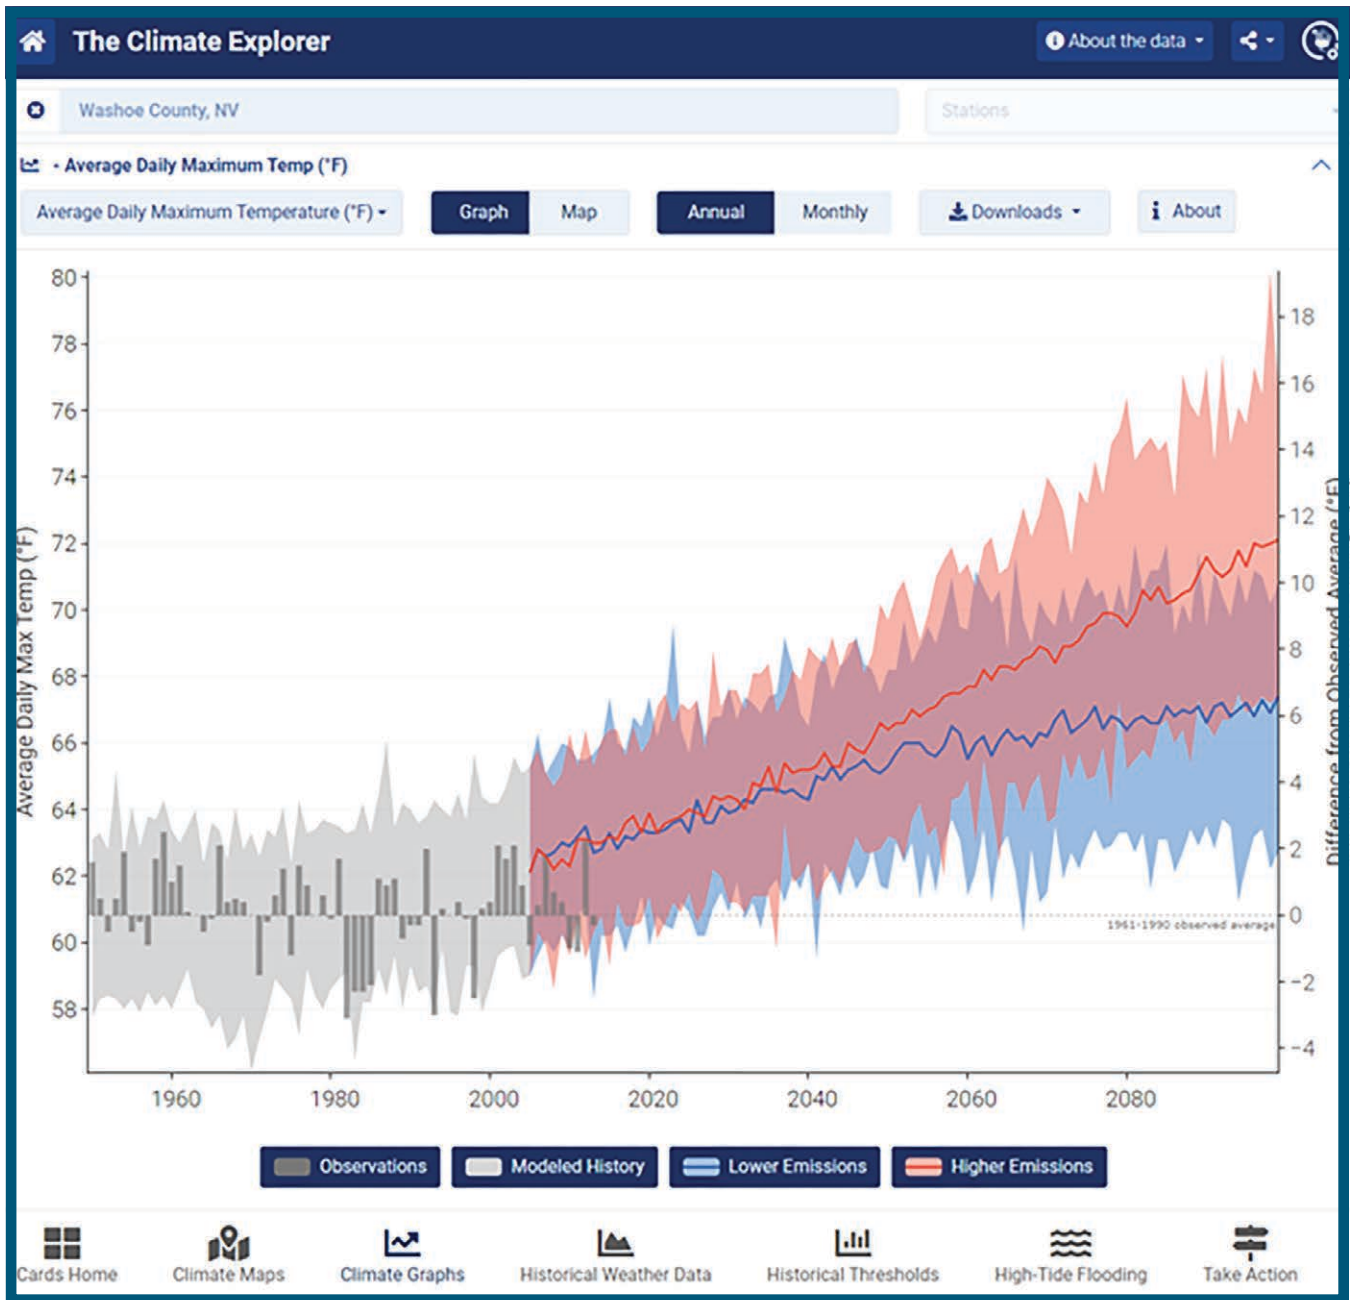 The Climate Explorer
About the data
Washoe County, NV
Stations
- Average Daily Maximum Temp (°F)
Average Daily Maximum Temperature (°F)
Graph
Map
Annual
Monthly
Downloads
About
Average Daily Max Temp (°F)
80
78
76
74
72
70
68
66
64
62
60
58
18
16
14
12
10
8
6
4
2
0
−2
−4
Difference from Observed Average (°F)
1961-1990 observed average
1960
1980
2000
2020
2040
2060
2080
Observations
Modeled History
Lower Emissions
Higher Emissions
Cards Home
Climate Maps
Climate Graphs
Historical Weather Data
Historical Thresholds
High-Tide Flooding
Take Action